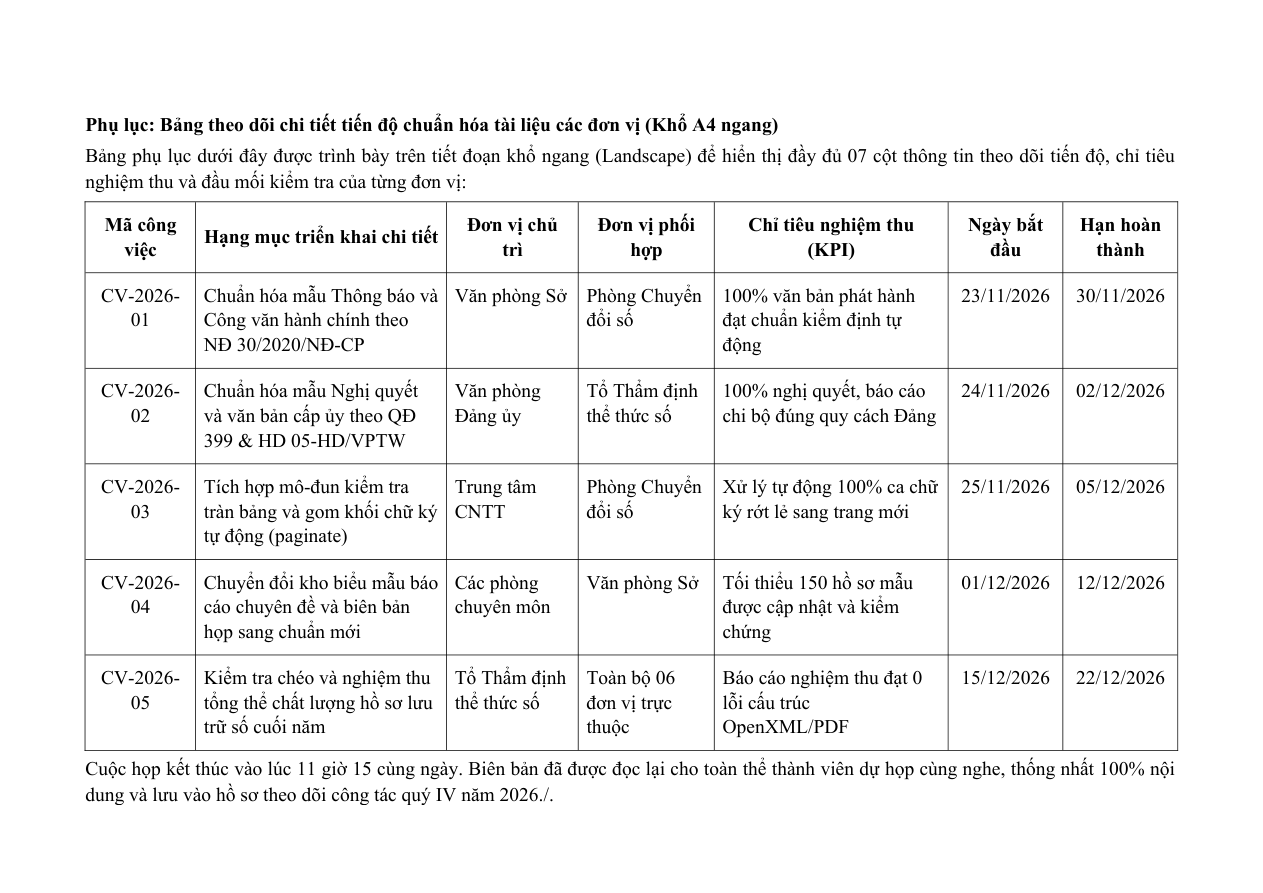 Phụ lục: Bảng theo dõi chi tiết tiến độ chuẩn hóa tài liệu các đơn vị (Khổ A4 ngang)
Bảng phụ lục dưới đây được trình bày trên tiết đoạn khổ ngang (Landscape) để hiển thị đầy đủ 07 cột thông tin theo dõi tiến độ, chỉ tiêu
nghiệm thu và đầu mối kiểm tra của từng đơn vị:
Mã công
việc
Hạng mục triển khai chi tiết
Đơn vị chủ
trì
Đơn vị phối
hợp
Chỉ tiêu nghiệm thu
(KPI)
Ngày bắt
đầu
Hạn hoàn
thành
CV-2026-
01
Chuẩn hóa mẫu Thông báo và
Công văn hành chính theo
NĐ 30/2020/NĐ-CP
Văn phòng Sở
Phòng Chuyển
đổi số
100% văn bản phát hành
đạt chuẩn kiểm định tự
động
23/11/2026
30/11/2026
CV-2026-
02
Chuẩn hóa mẫu Nghị quyết
và văn bản cấp ủy theo QĐ
399 & HD 05-HD/VPTW
Văn phòng
Đảng ủy
Tổ Thẩm định
thể thức số
100% nghị quyết, báo cáo
chi bộ đúng quy cách Đảng
24/11/2026
02/12/2026
CV-2026-
03
Tích hợp mô-đun kiểm tra
tràn bảng và gom khối chữ ký
tự động (paginate)
Trung tâm
CNTT
Phòng Chuyển
đổi số
Xử lý tự động 100% ca chữ
ký rớt lẻ sang trang mới
25/11/2026
05/12/2026
CV-2026-
04
Chuyển đổi kho biểu mẫu báo
cáo chuyên đề và biên bản
họp sang chuẩn mới
Các phòng
chuyên môn
Văn phòng Sở
Tối thiểu 150 hồ sơ mẫu
được cập nhật và kiểm
chứng
01/12/2026
12/12/2026
CV-2026-
05
Kiểm tra chéo và nghiệm thu
tổng thể chất lượng hồ sơ lưu
trữ số cuối năm
Tổ Thẩm định
thể thức số
Toàn bộ 06
đơn vị trực
thuộc
Báo cáo nghiệm thu đạt 0
lỗi cấu trúc
OpenXML/PDF
15/12/2026
22/12/2026
Cuộc họp kết thúc vào lúc 11 giờ 15 cùng ngày. Biên bản đã được đọc lại cho toàn thể thành viên dự họp cùng nghe, thống nhất 100% nội
dung và lưu vào hồ sơ theo dõi công tác quý IV năm 2026./.